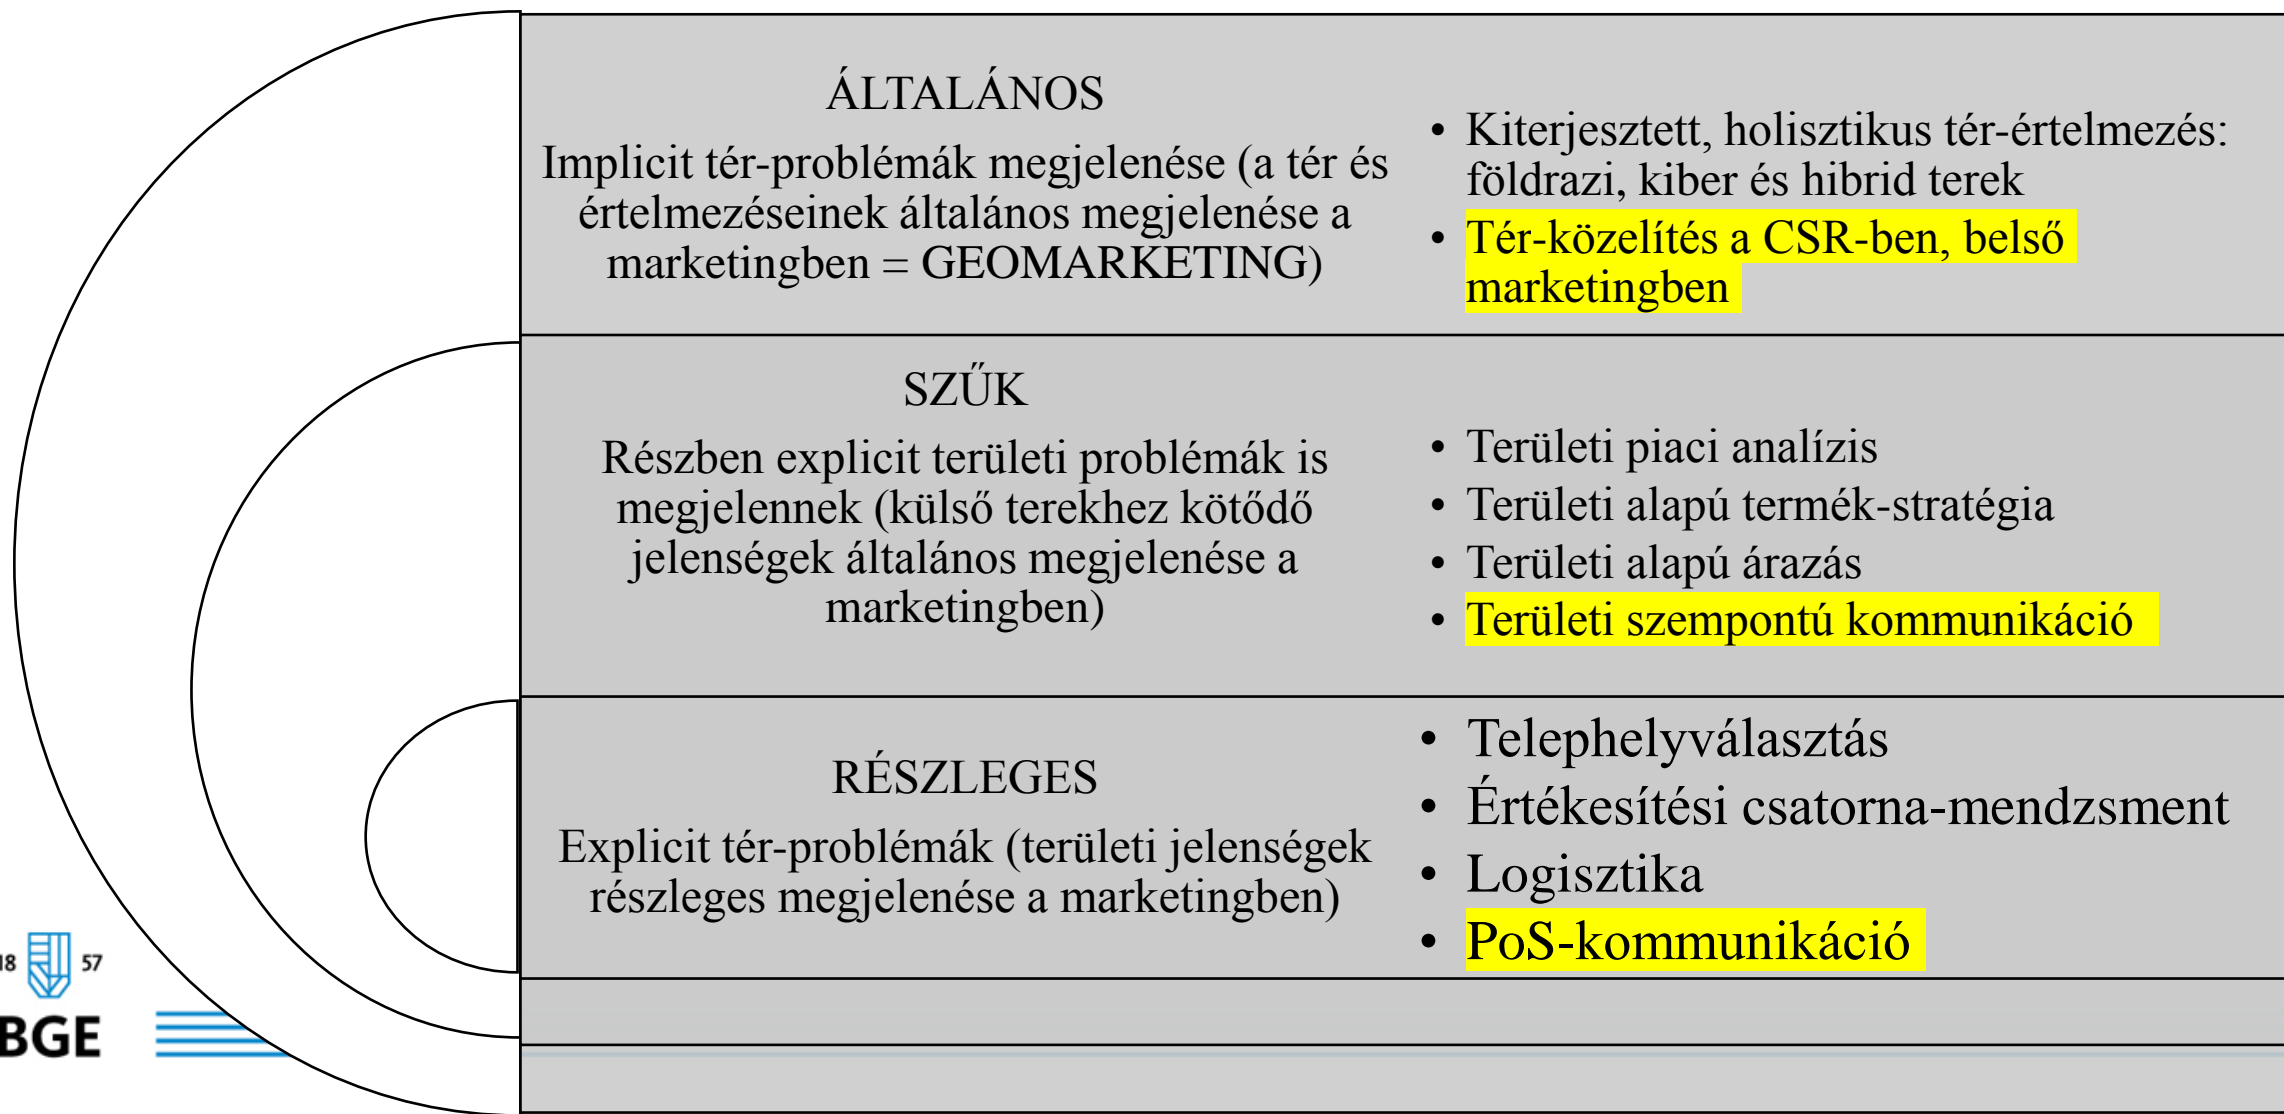 ÁLTALÁNOS
Implicit tér-problémák megjelenése (a tér és
értelmezéseinek általános megjelenése a
marketingben = GEOMARKETING)
• Kiterjesztett, holisztikus tér-értelmezés:
földrazi, kiber és hibrid terek
• Tér-közelítés a CSR-ben, belső
marketingben
SZŰK
Részben explicit területi problémák is
megjelennek (külső terekhez kötődő
jelenségek általános megjelenése a
marketingben)
• Területi piaci analízis
• Területi alapú termék-stratégia
• Területi alapú árazás
• Területi szempontú kommunikáció
RÉSZLEGES
Explicit tér-problémák (területi jelenségek
részleges megjelenése a marketingben)
• Telephelyválasztás
• Értékesítési csatorna-mendzsment
• Logisztika
• PoS-kommunikáció
18 57
BGE